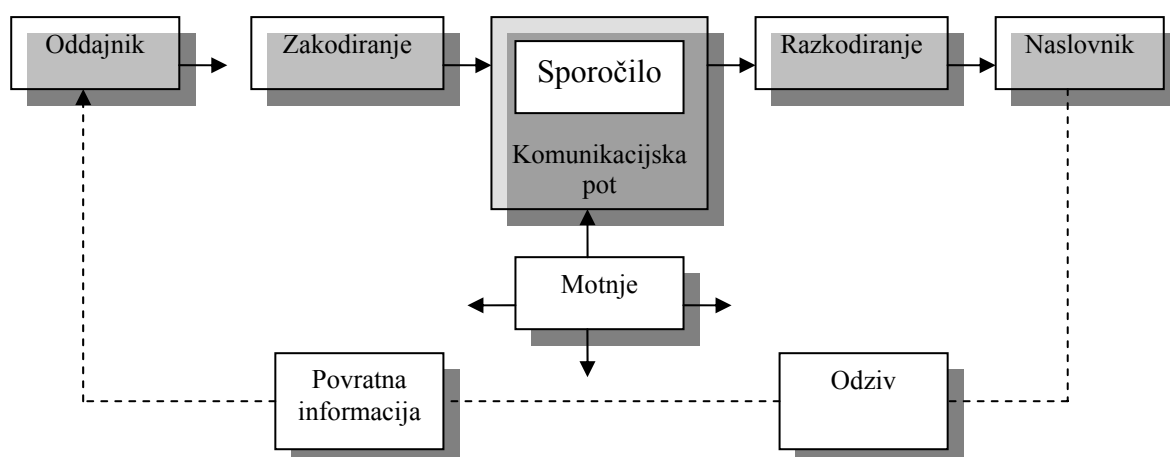 Oddajnik
Zakodiranje
Sporočilo
Komunikacijska
pot
Razkodiranje
Naslovnik
Motnje
Povratna
informacija
Odziv